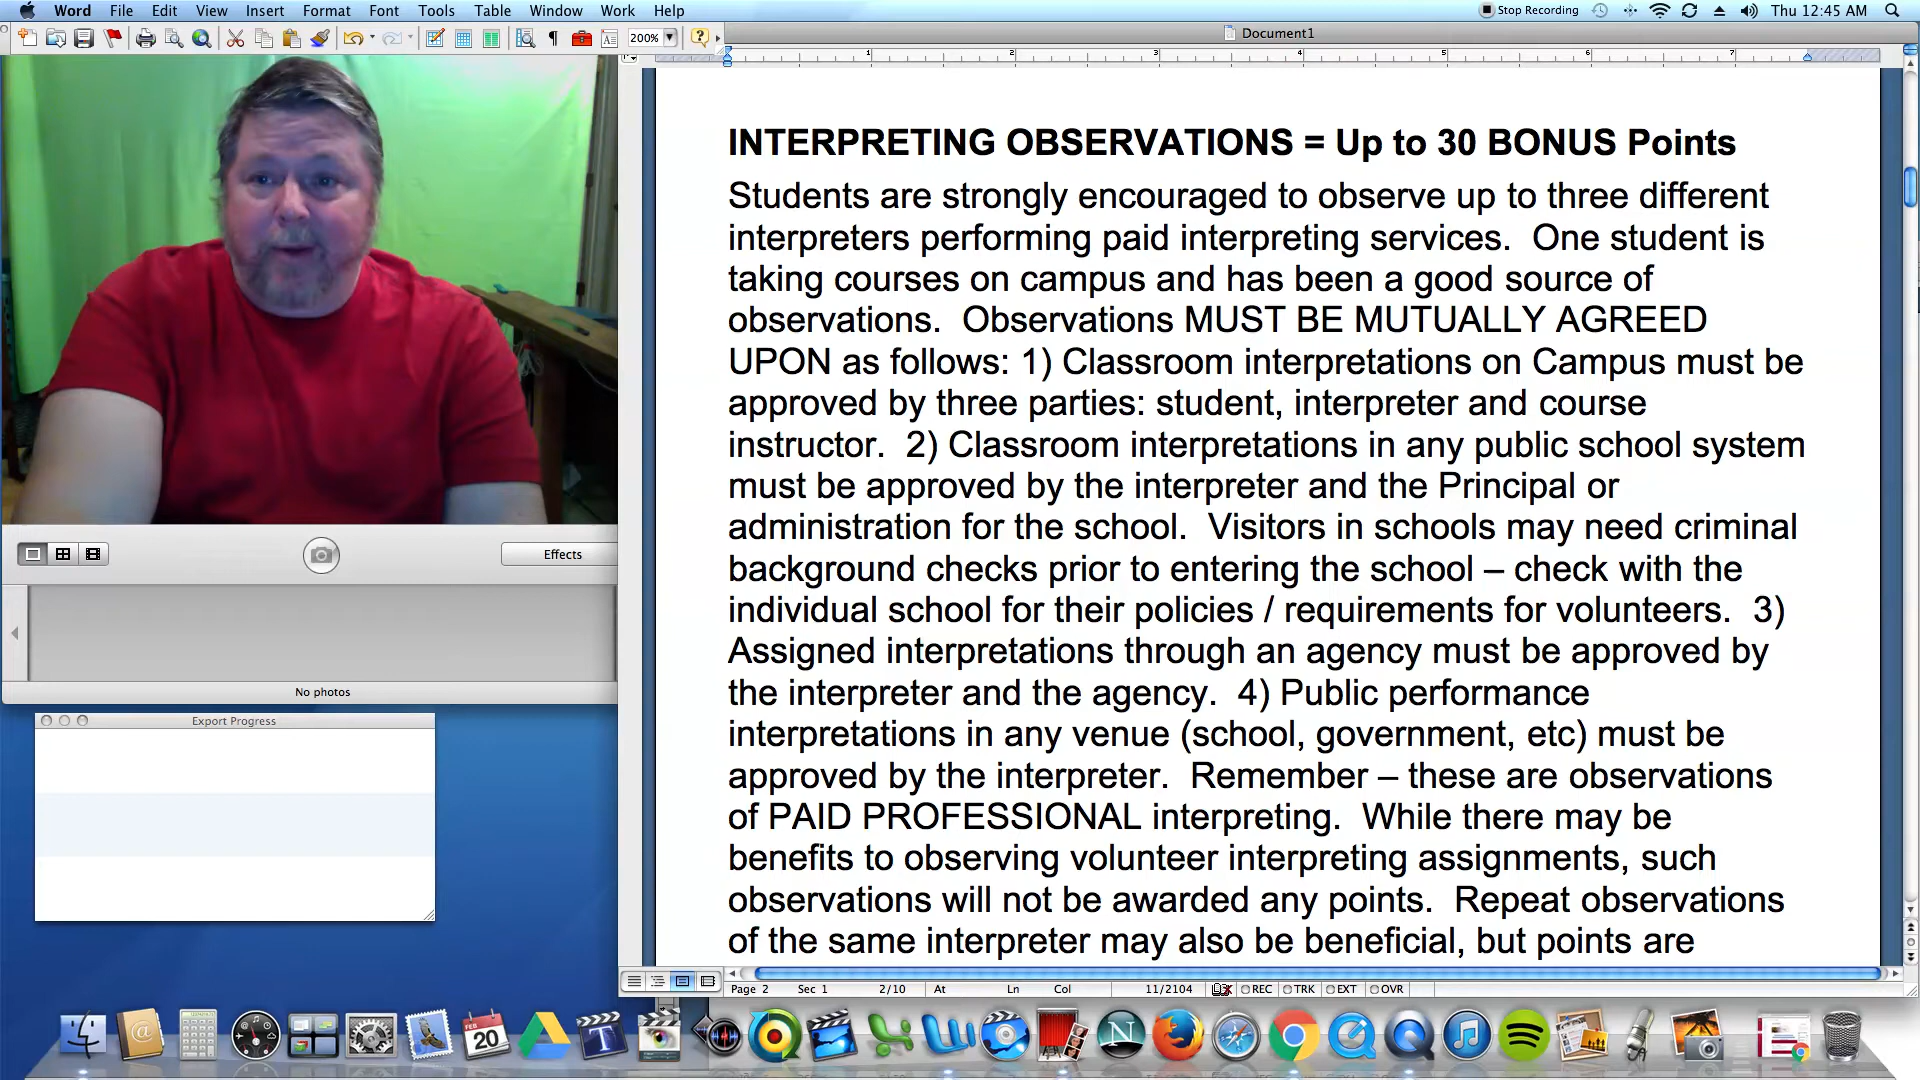 Word File Edit View Insert Format Font Tools Table Window Work Help
Stop Recording Thu 12:45 AM
200%
Document1
1 2 3 4 5 6 7
INTERPRETING OBSERVATIONS = Up to 30 BONUS Points
Students are strongly encouraged to observe up to three different
interpreters performing paid interpreting services.  One student is
taking courses on campus and has been a good source of
observations.  Observations MUST BE MUTUALLY AGREED
UPON as follows: 1) Classroom interpretations on Campus must be
approved by three parties: student, interpreter and course
instructor.  2) Classroom interpretations in any public school system
must be approved by the interpreter and the Principal or
administration for the school.  Visitors in schools may need criminal
background checks prior to entering the school – check with the
individual school for their policies / requirements for volunteers.  3)
Assigned interpretations through an agency must be approved by
the interpreter and the agency.  4) Public performance
interpretations in any venue (school, government, etc) must be
approved by the interpreter.  Remember – these are observations
of PAID PROFESSIONAL interpreting.  While there may be
benefits to observing volunteer interpreting assignments, such
observations will not be awarded any points.  Repeat observations
of the same interpreter may also be beneficial, but points are
Effects
No photos
Export Progress
Page 2 Sec 1 2/10 At Ln Col 11/2104 REC TRK EXT OVR
FEB
20